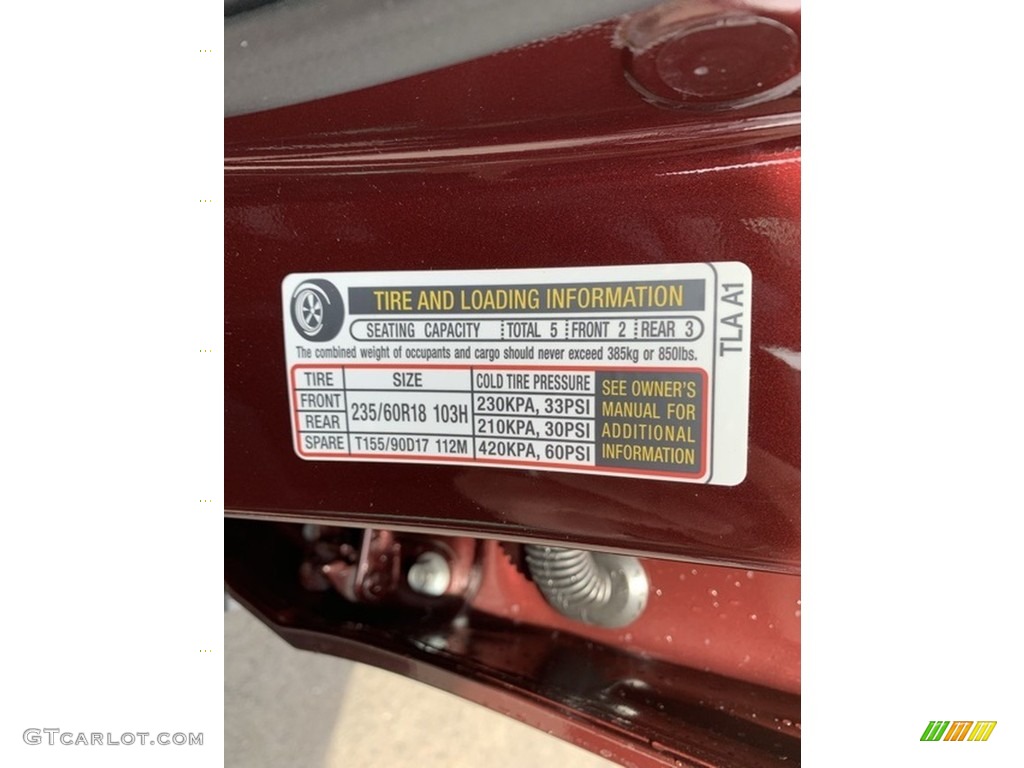 TIRE AND LOADING INFORMATION
SEATING CAPACITY TOTAL 5 FRONT 2 REAR 3
The combined weight of occupants and cargo should never exceed 385kg or 850lbs.
TIRE SIZE COLD TIRE PRESSURE
FRONT 235/60R18 103H 230KPA, 33PSI
REAR 210KPA, 30PSI
SPARE T155/90D17 112M 420KPA, 60PSI
SEE OWNER'S
MANUAL FOR
ADDITIONAL
INFORMATION
TLA A1
GTCARLOT.COM